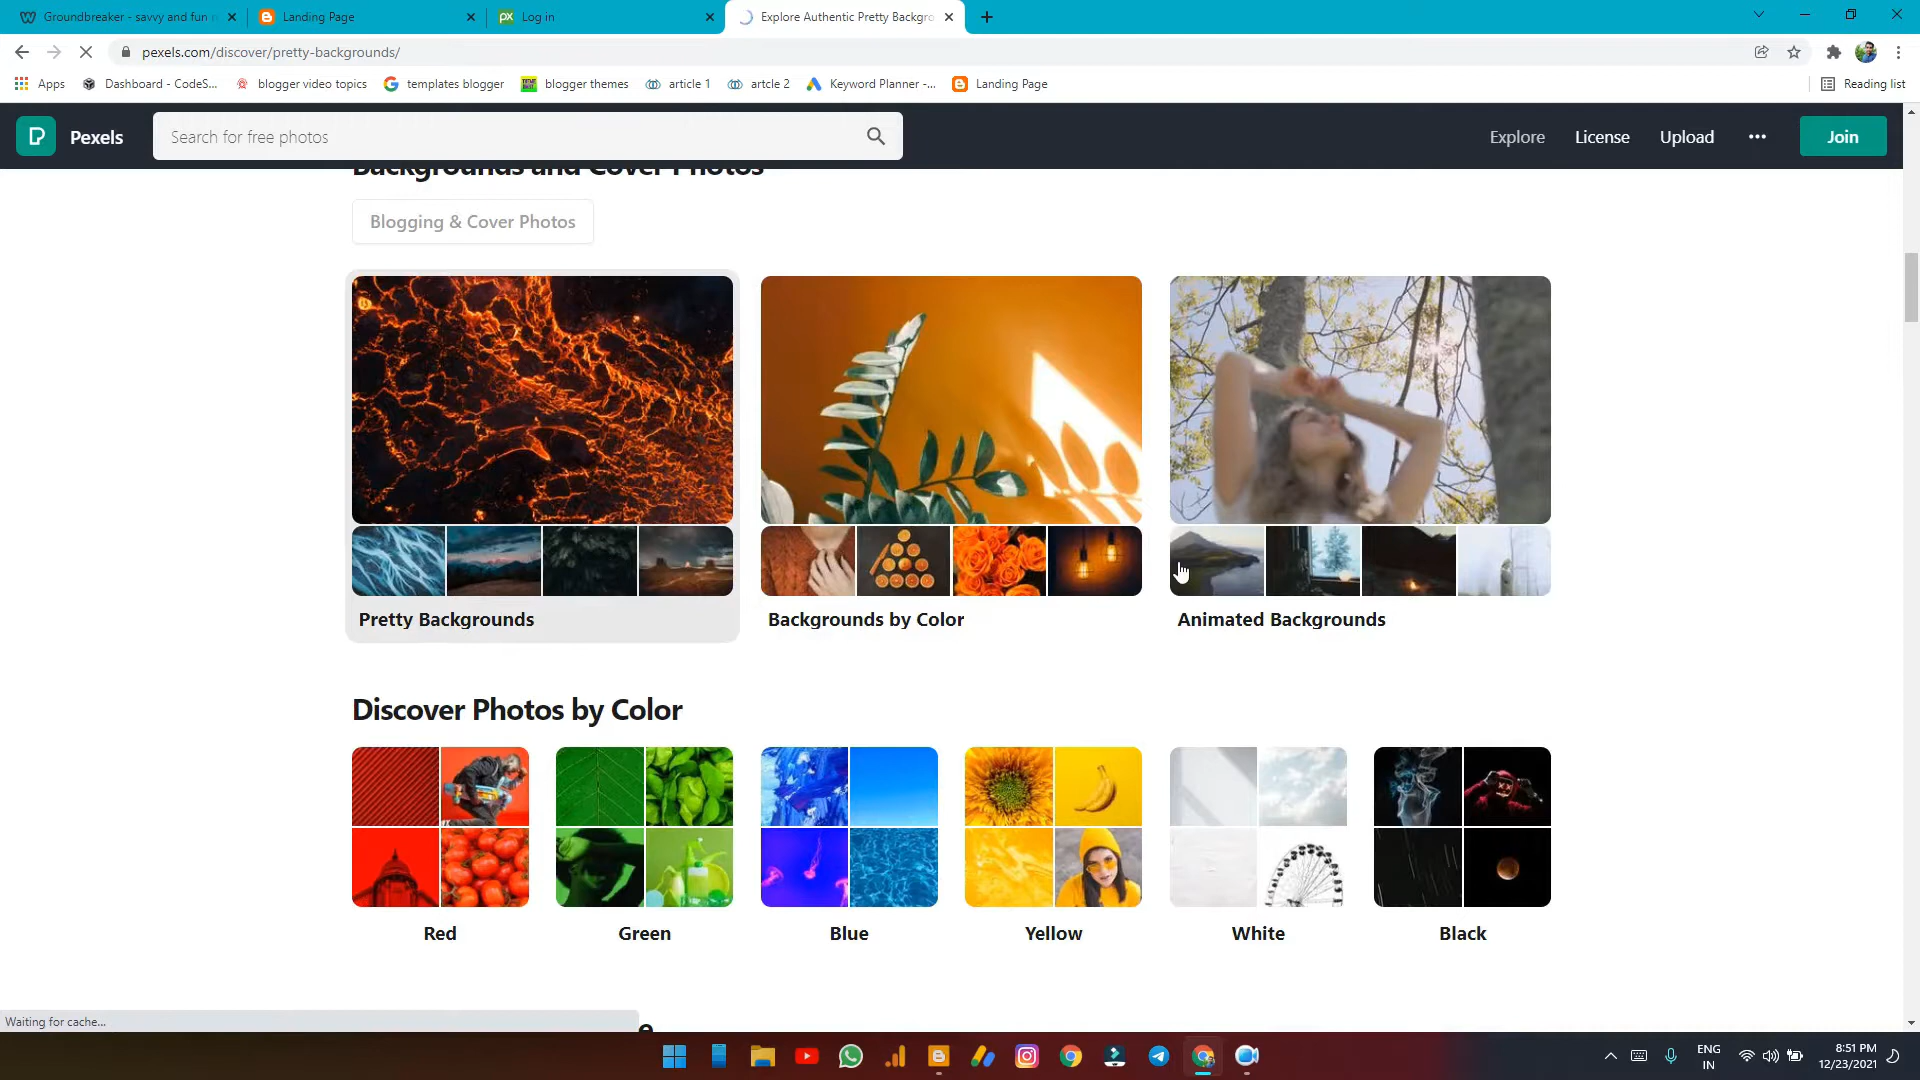 Groundbreaker - savvy and fun
Landing Page
Log in
Explore Authentic Pretty Backgro
pexels.com/discover/pretty-backgrounds/
Apps
Dashboard - CodeS...
blogger video topics
templates blogger
blogger themes
article 1
artcle 2
Keyword Planner -...
Landing Page
Reading list
Pexels
Search for free photos
Explore
License
Upload
Join
Backgrounds and Cover Photos
Blogging & Cover Photos
Pretty Backgrounds
Backgrounds by Color
Animated Backgrounds
Discover Photos by Color
Red
Green
Blue
Yellow
White
Black
Waiting for cache...
ENG
IN
8:51 PM
12/23/2021